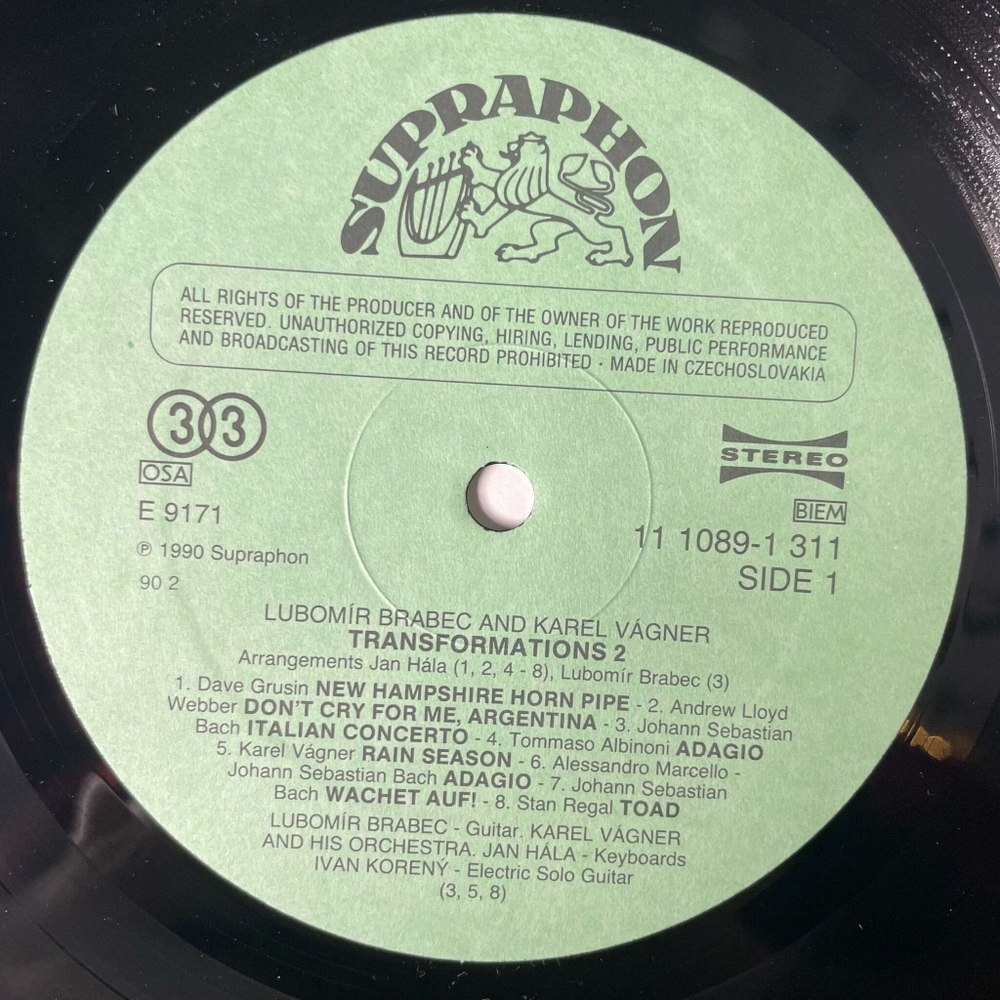 SUPRAPHON
ALL RIGHTS OF THE PRODUCER AND OF THE OWNER OF THE WORK REPRODUCED
RESERVED. UNAUTHORIZED COPYING, HIRING, LENDING, PUBLIC PERFORMANCE
AND BROADCASTING OF THIS RECORD PROHIBITED · MADE IN CZECHOSLOVAKIA
33
STEREO
OSA
BIEM
E 9171
11 1089-1 311
℗ 1990 Supraphon
SIDE 1
90 2
LUBOMÍR BRABEC AND KAREL VÁGNER
TRANSFORMATIONS 2
Arrangements Jan Hála (1, 2, 4 - 8), Lubomír Brabec (3)
1. Dave Grusin NEW HAMPSHIRE HORN PIPE - 2. Andrew Lloyd
Webber DON'T CRY FOR ME, ARGENTINA - 3. Johann Sebastian
Bach ITALIAN CONCERTO - 4. Tommaso Albinoni ADAGIO
5. Karel Vágner RAIN SEASON - 6. Alessandro Marcello -
Johann Sebastian Bach ADAGIO - 7. Johann Sebastian
Bach WACHET AUF! - 8. Stan Regal TOAD
LUBOMÍR BRABEC - Guitar. KAREL VÁGNER
AND HIS ORCHESTRA. JAN HÁLA - Keyboards
IVAN KORENÝ - Electric Solo Guitar
(3, 5, 8)